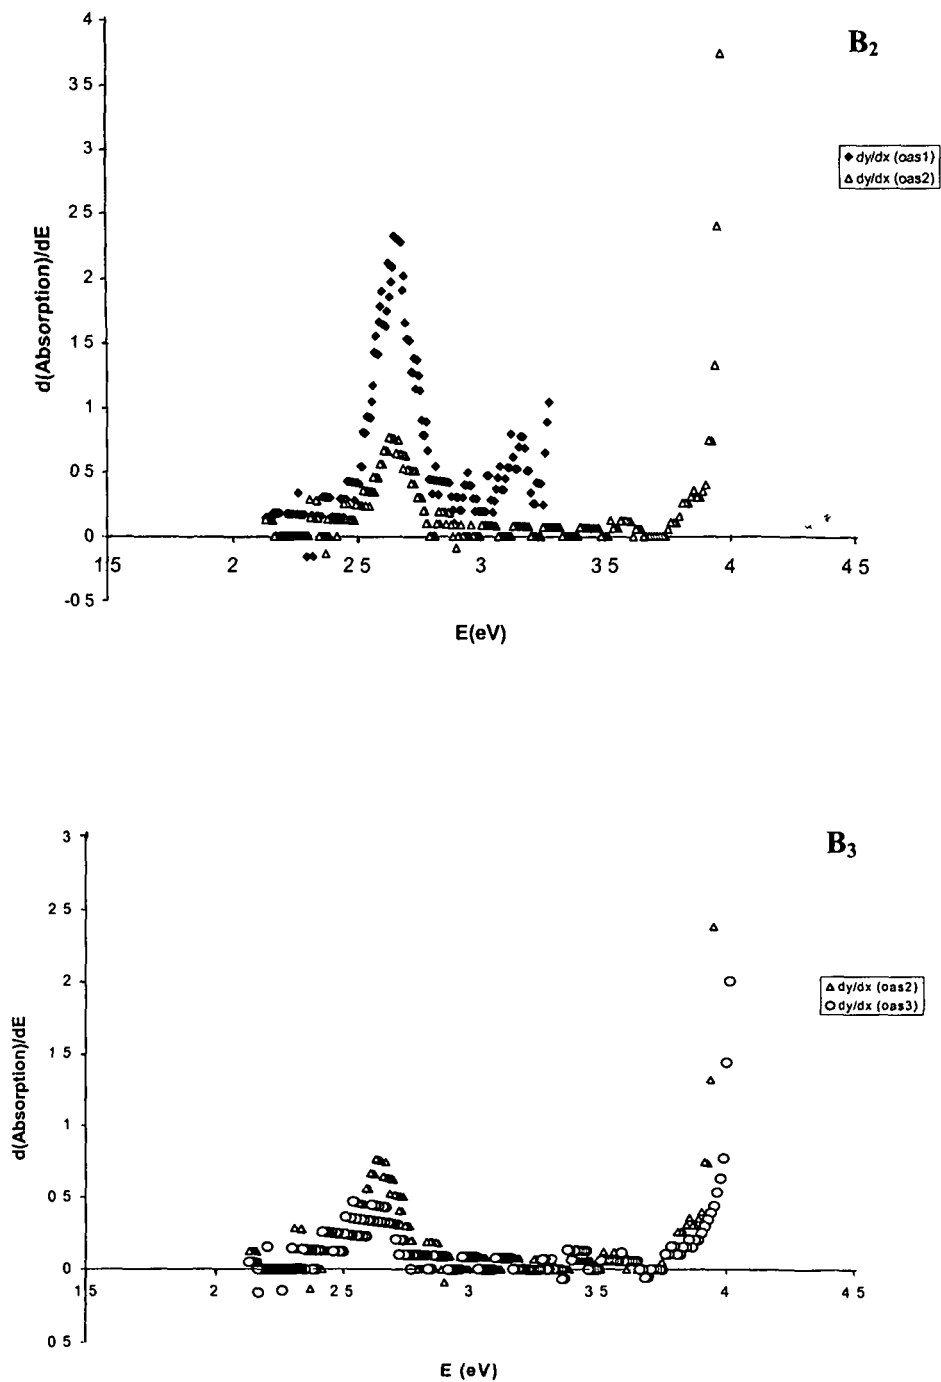 B2
4
3 5
3
2 5
2
1 5
1
0 5
0
-0 5
d(Absorption)/dE
dy/dx (oas1)
dy/dx (oas2)
1 5 2 2 5 3 3 5 4 4 5
E(eV)
B3
3
2 5
2
1 5
1
0 5
0
0 5
d(Absorption)/dE
dy/dx (oas2)
dy/dx (oas3)
1 5 2 2 5 3 3 5 4 4 5
E (eV)